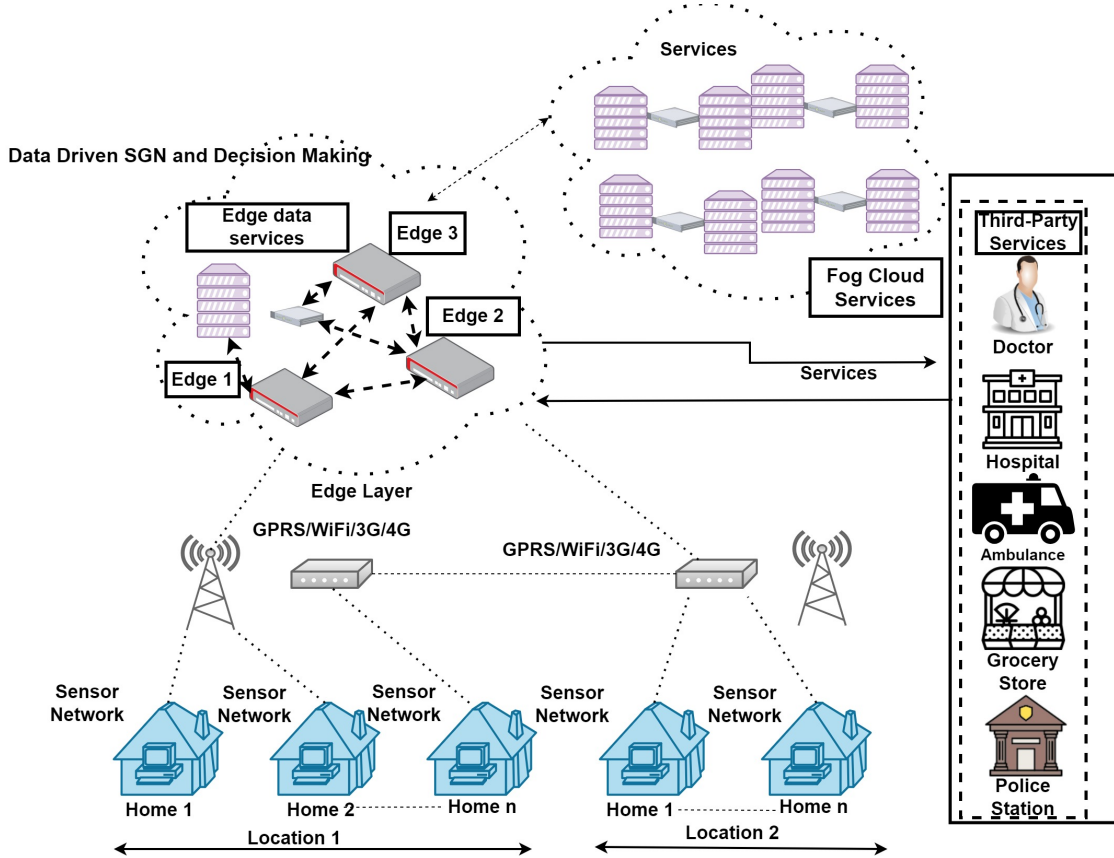 Services
Data Driven SGN and Decision Making
Edge data
services
Edge 3
Edge 2
Edge 1
Fog Cloud
Services
Third-Party
Services
Doctor
Services
Hospital
Edge Layer
GPRS/WiFi/3G/4G
GPRS/WiFi/3G/4G
Ambulance
Grocery
Store
Sensor
Network
Sensor
Network
Sensor
Network
Sensor
Network
Sensor
Network
Police
Station
Home 1
Home 2
Home n
Home 1
Home n
Location 1
Location 2